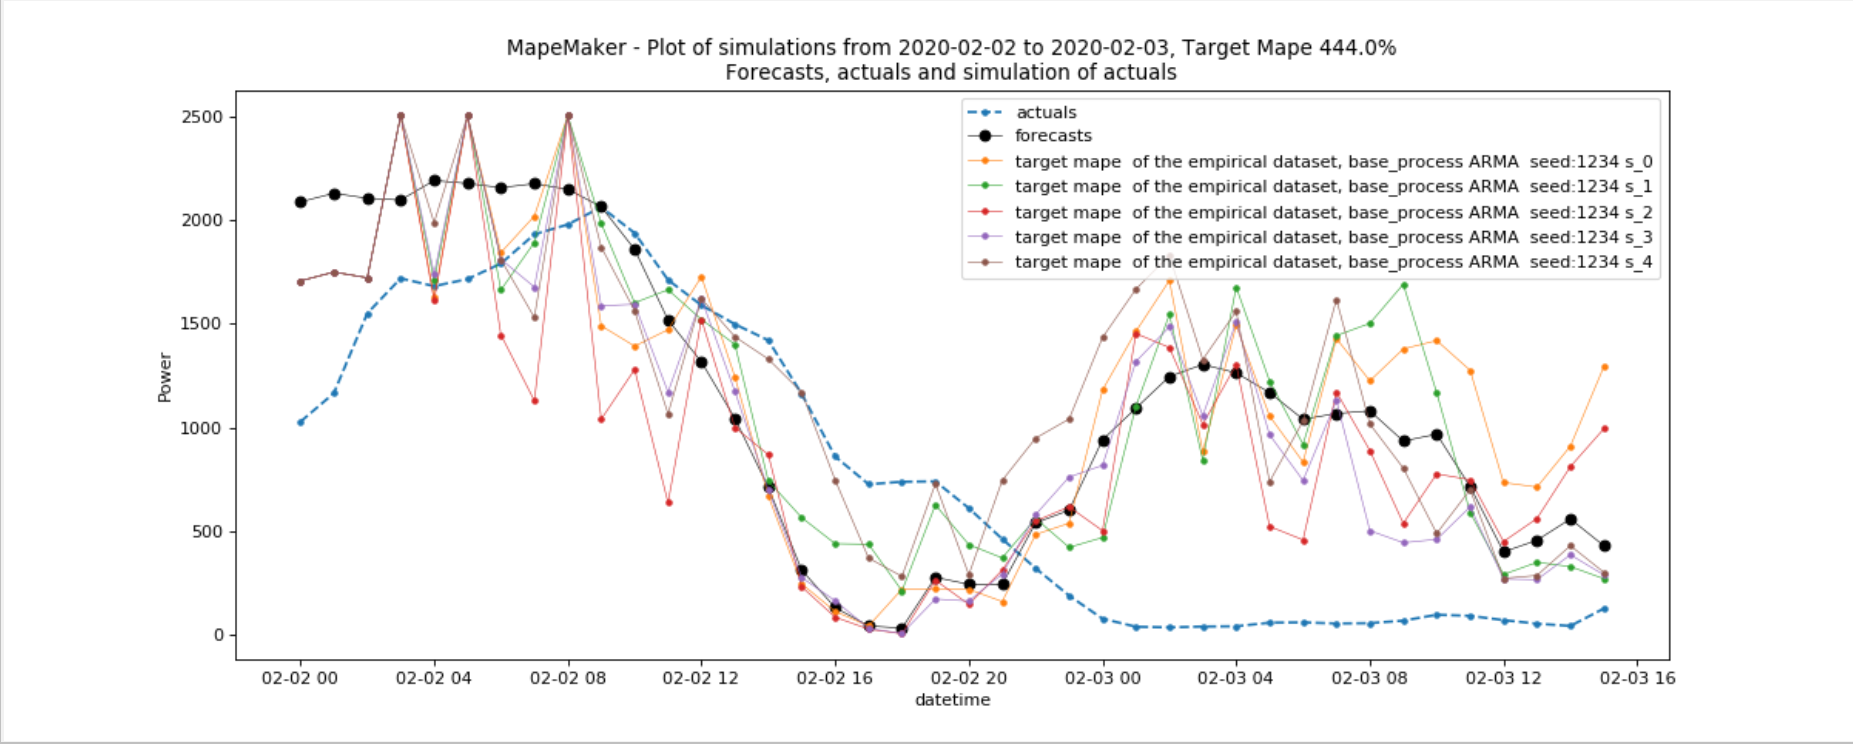 MapeMaker - Plot of simulations from 2020-02-02 to 2020-02-03, Target Mape 444.0%
Forecasts, actuals and simulation of actuals
actuals
forecasts
target mape  of the empirical dataset, base_process ARMA  seed:1234 s_0
target mape  of the empirical dataset, base_process ARMA  seed:1234 s_1
target mape  of the empirical dataset, base_process ARMA  seed:1234 s_2
target mape  of the empirical dataset, base_process ARMA  seed:1234 s_3
target mape  of the empirical dataset, base_process ARMA  seed:1234 s_4
Power
2500
2000
1500
1000
500
0
02-02 00
02-02 04
02-02 08
02-02 12
02-02 16
02-02 20
02-03 00
02-03 04
02-03 08
02-03 12
02-03 16
datetime